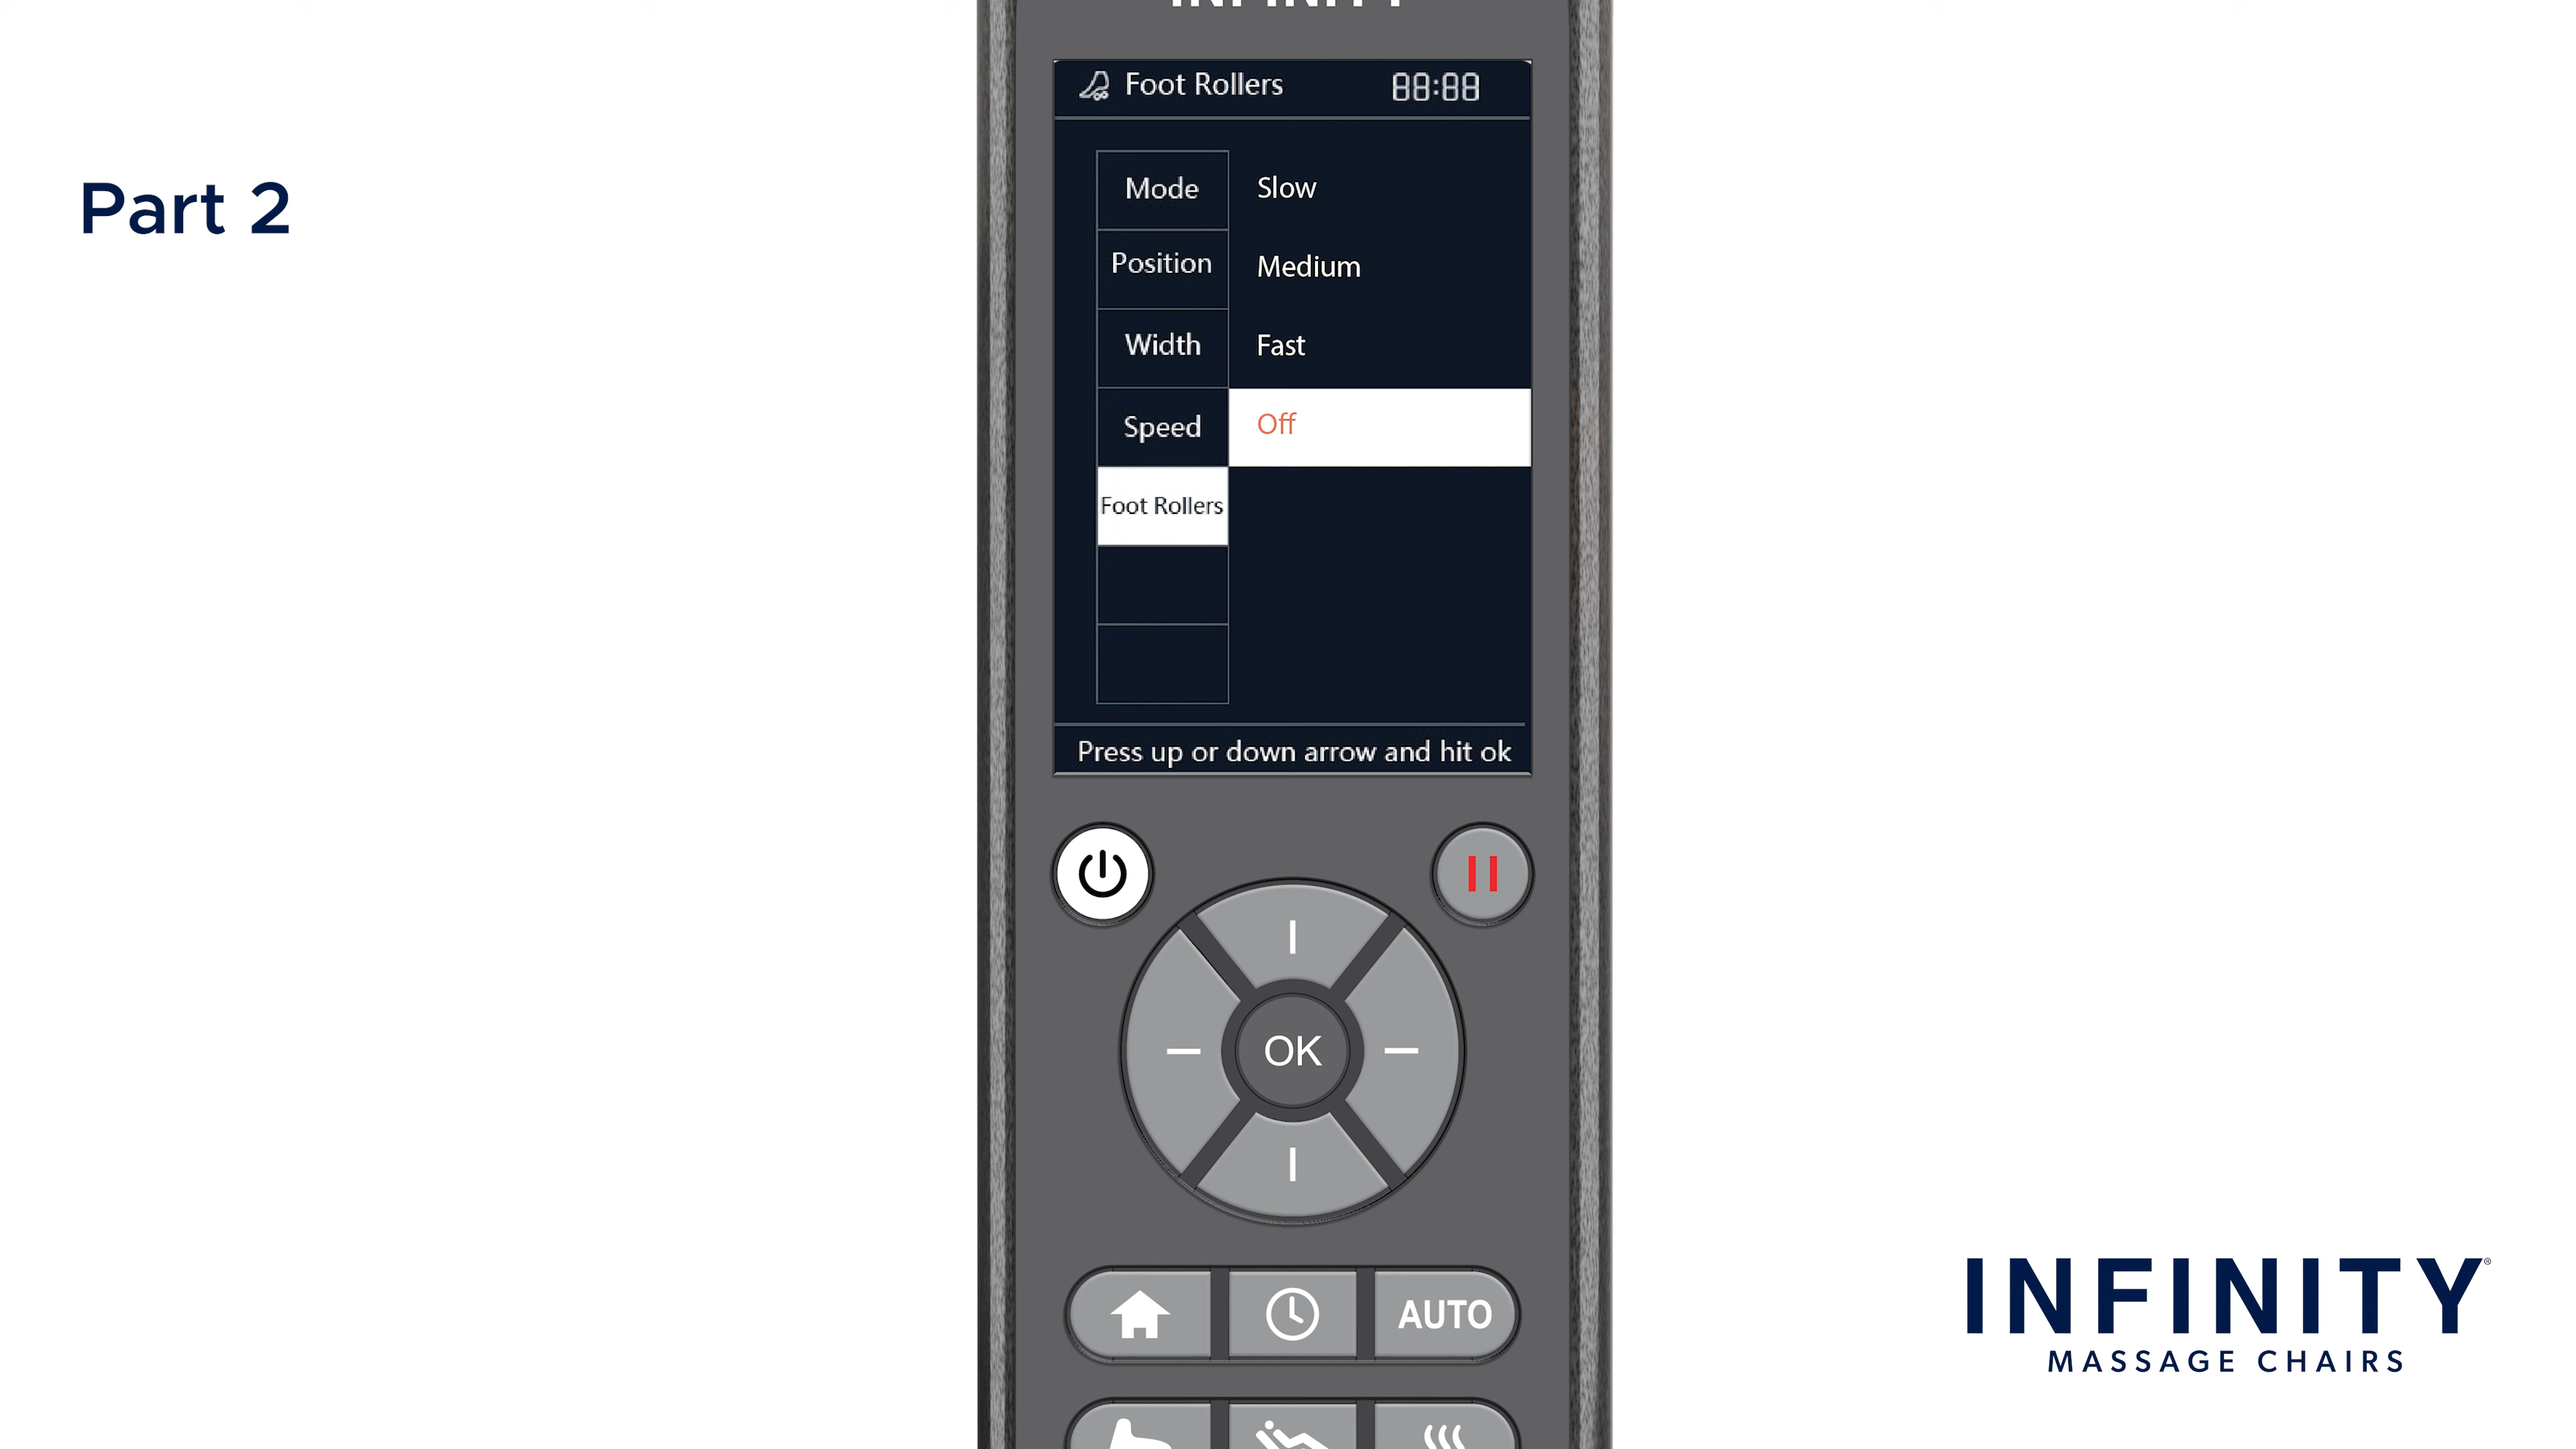 INFINITY
Foot Rollers 88:88
Part 2
Mode Slow
Position Medium
Width Fast
Speed Off
Foot Rollers
Press up or down arrow and hit ok
OK
AUTO
INFINITY®
MASSAGE CHAIRS